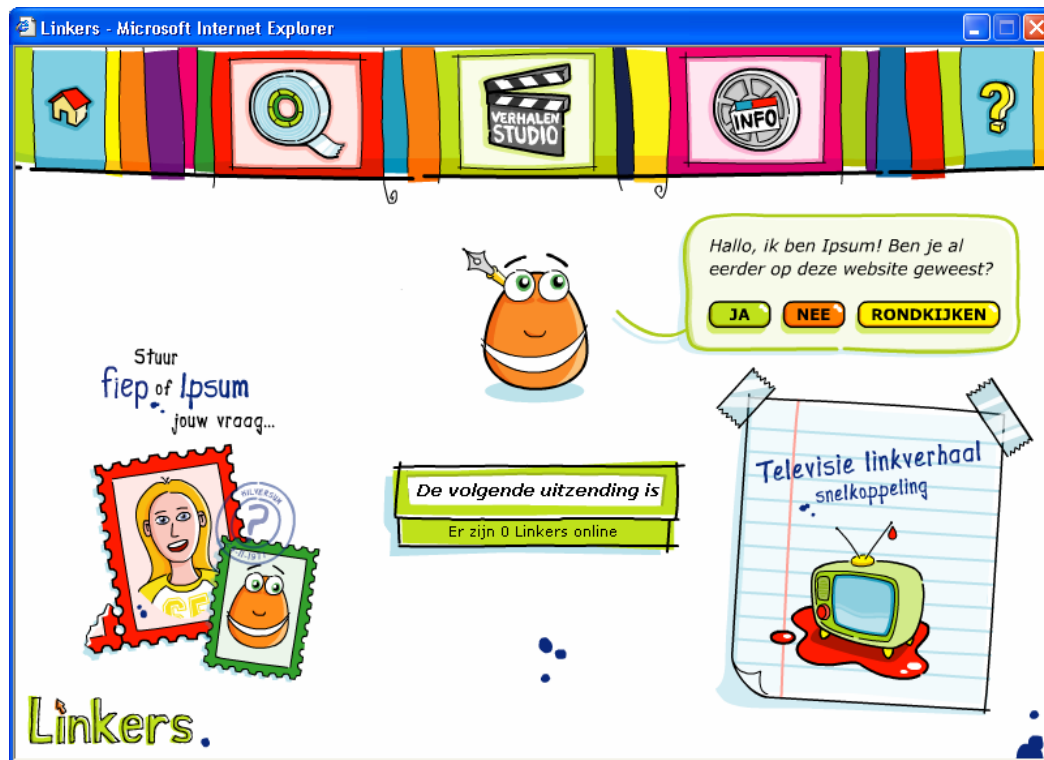 Linkers - Microsoft Internet Explorer
VERHALEN
STUDIO
INFO
?
Hallo, ik ben Ipsum! Ben je al
eerder op deze website geweest?
JA NEE RONDKIJKEN
Stuur
fiep of Ipsum
jouw vraag...
HILVERSUM
?
De volgende uitzending is
Er zijn 0 Linkers online
Televisie linkverhaal
snelkoppeling
Linkers